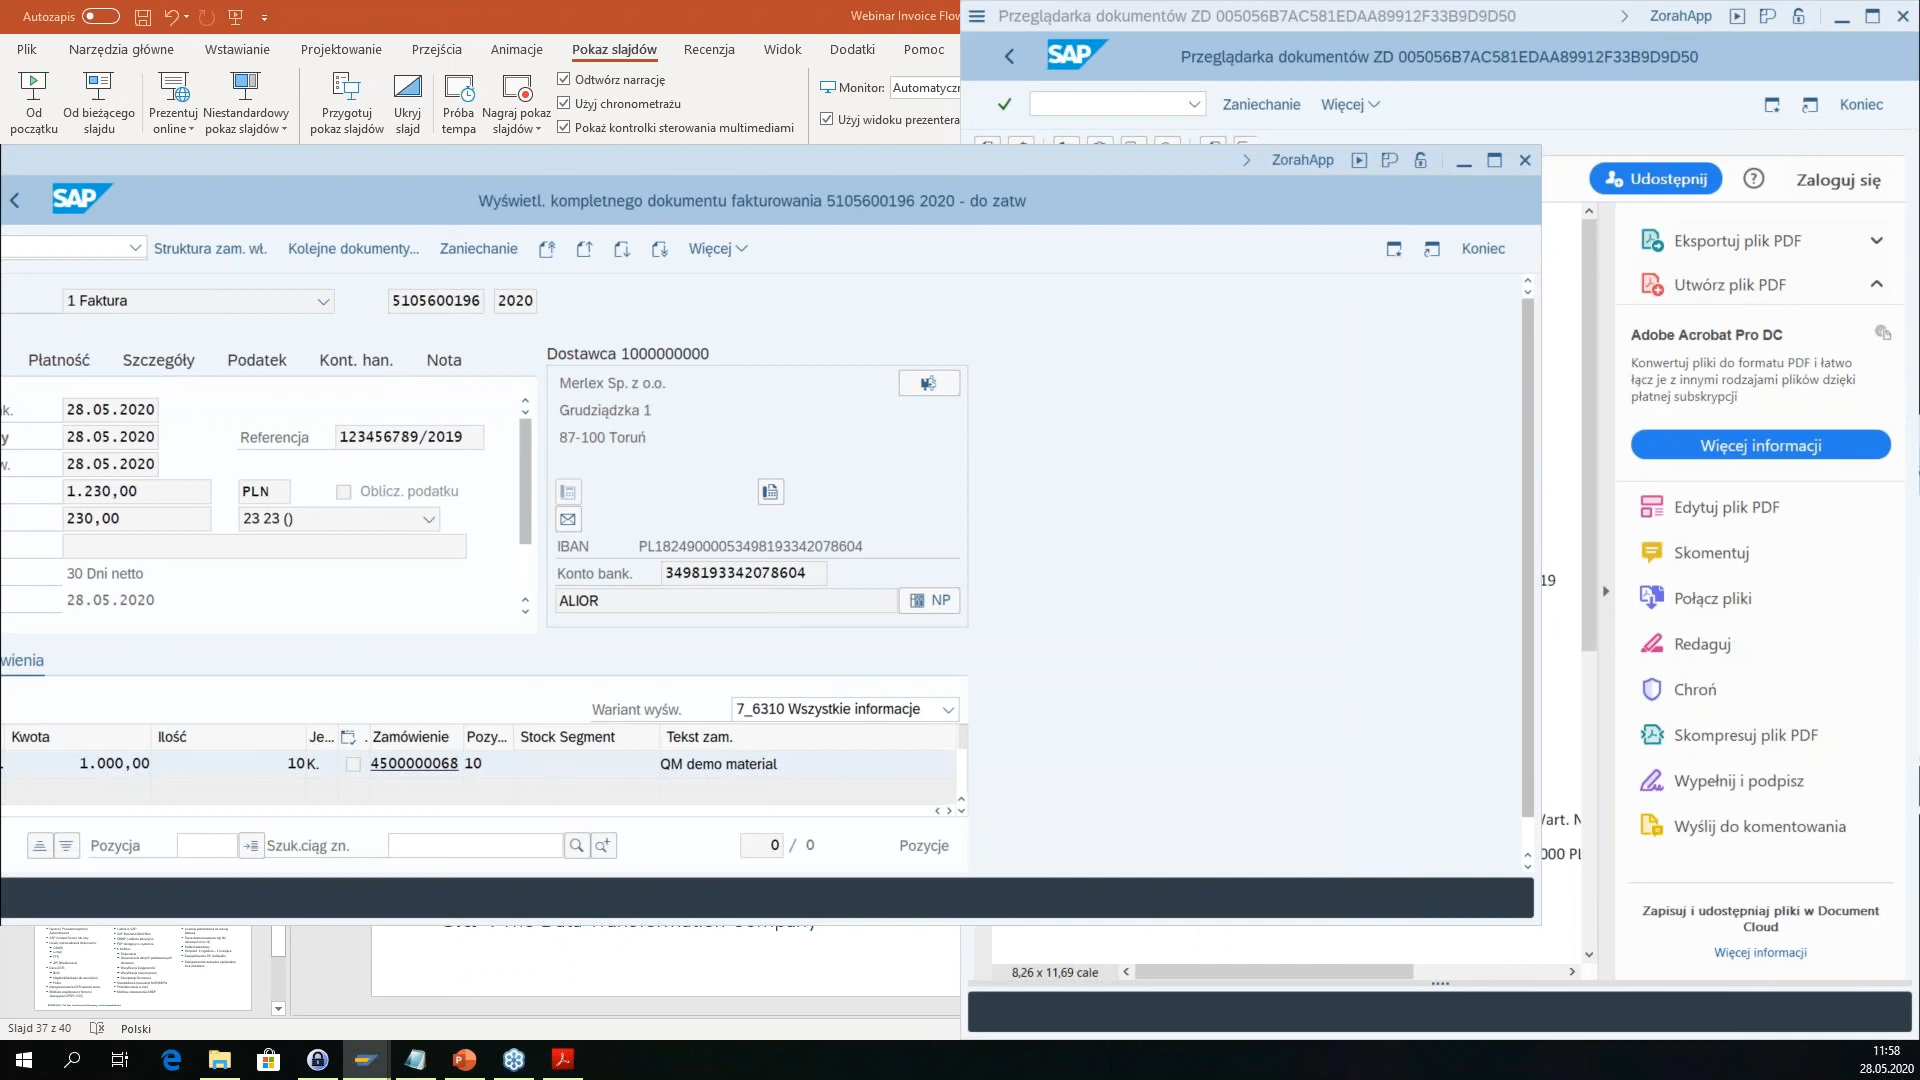 Autozapis
Webinar Invoice Flow
Plik Narzędzia główne Wstawianie Projektowanie Przejścia Animacje Pokaz slajdów Recenzja Widok Dodatki Pomoc
Od początku
Od bieżącego slajdu
Prezentuj online
Niestandardowy pokaz slajdów
Przygotuj pokaz slajdów
Ukryj slajd
Próba tempa
Nagraj pokaz slajdów
Odtwórz narrację
Użyj chronometrażu
Pokaż kontrolki sterowania multimediami
Monitor: Automatyczn
Użyj widoku prezentera
Przeglądarka dokumentów ZD 005056B7AC581EDAA89912F33B9D9D50
ZorahApp
SAP
Przeglądarka dokumentów ZD 005056B7AC581EDAA89912F33B9D9D50
Zaniechanie Więcej Koniec
ZorahApp
SAP
Wyświetl. kompletnego dokumentu fakturowania 5105600196 2020 - do zatw
Struktura zam. wł. Kolejne dokumenty... Zaniechanie Więcej Koniec
1 Faktura 5105600196 2020
Płatność Szczegóły Podatek Kont. han. Nota
k. 28.05.2020
y 28.05.2020 Referencja 123456789/2019
w. 28.05.2020
1.230,00 PLN Oblicz. podatku
230,00 23 23 ()
30 Dni netto
28.05.2020
Dostawca 1000000000
Merlex Sp. z o.o.
Grudziądzka 1
87-100 Toruń
IBAN PL18249000053498193342078604
Konto bank. 3498193342078604
ALIOR NP
wienia
Wariant wyśw. 7_6310 Wszystkie informacje
Kwota Ilość Je... . Zamówienie Pozy... Stock Segment Tekst zam.
1.000,00 10 K. 4500000068 10 QM demo material
Pozycja Szuk.ciąg zn. 0 / 0 Pozycje
Udostępnij
Zaloguj się
Eksportuj plik PDF
Utwórz plik PDF
Adobe Acrobat Pro DC
Konwertuj pliki do formatu PDF i łatwo
łącz je z innymi rodzajami plików dzięki
płatnej subskrypcji
Więcej informacji
Edytuj plik PDF
Skomentuj
Połącz pliki
Redaguj
Chroń
Skompresuj plik PDF
Wypełnij i podpisz
Wyślij do komentowania
Zapisuj i udostępniaj pliki w Document
Cloud
Więcej informacji
19
Wart. N
000 PL
8,26 x 11,69 cale
Slajd 37 z 40 Polski
11:58
28.05.2020